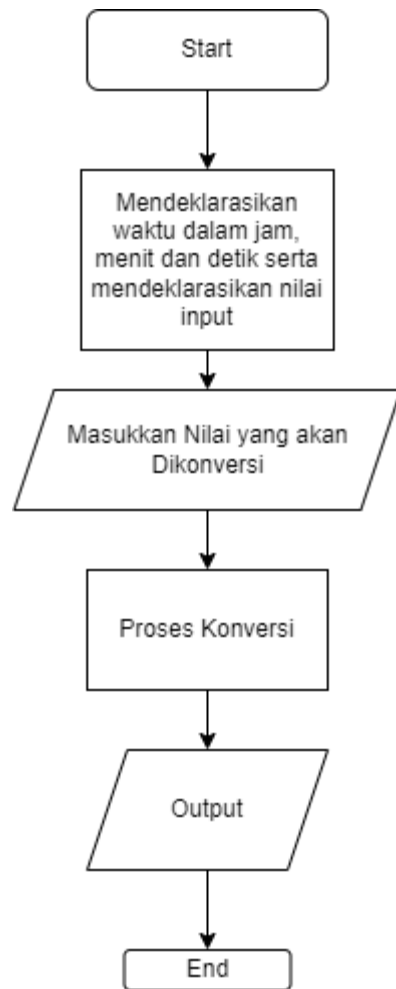 Start
Mendeklarasikan
waktu dalam jam,
menit dan detik serta
mendeklarasikan nilai
input
Masukkan Nilai yang akan
Dikonversi
Proses Konversi
Output
End